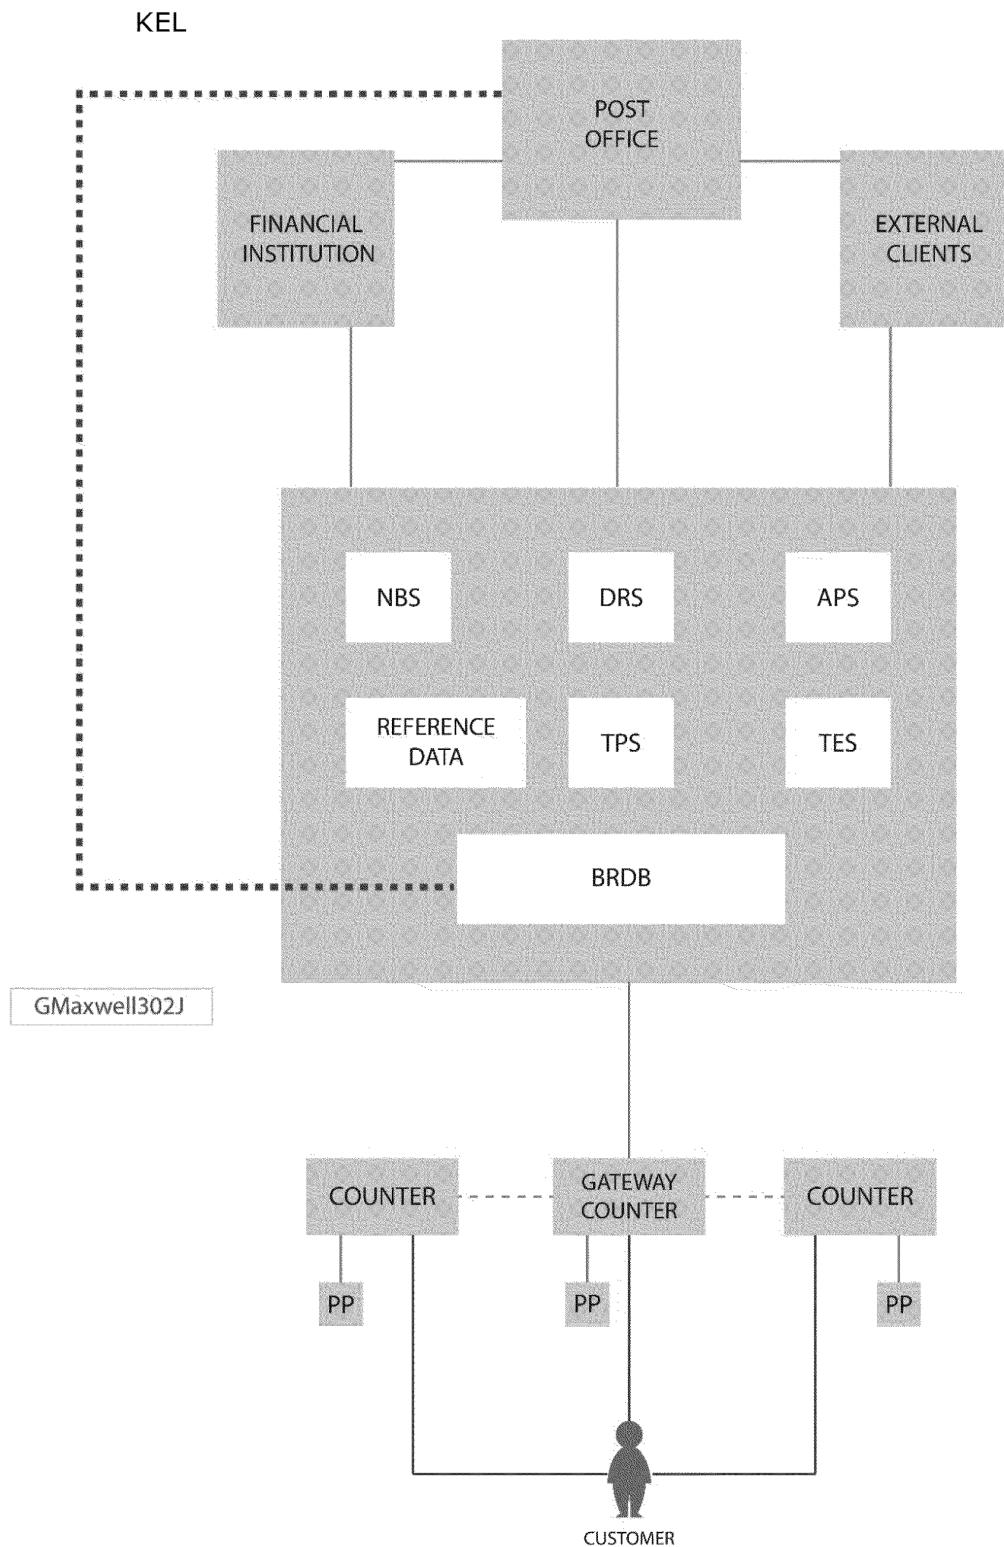 KEL
POST
OFFICE
FINANCIAL
INSTITUTION
EXTERNAL
CLIENTS
NBS
DRS
APS
REFERENCE
DATA
TPS
TES
BRDB
GMaxwell302J
COUNTER
GATEWAY
COUNTER
COUNTER
PP
PP
PP
CUSTOMER